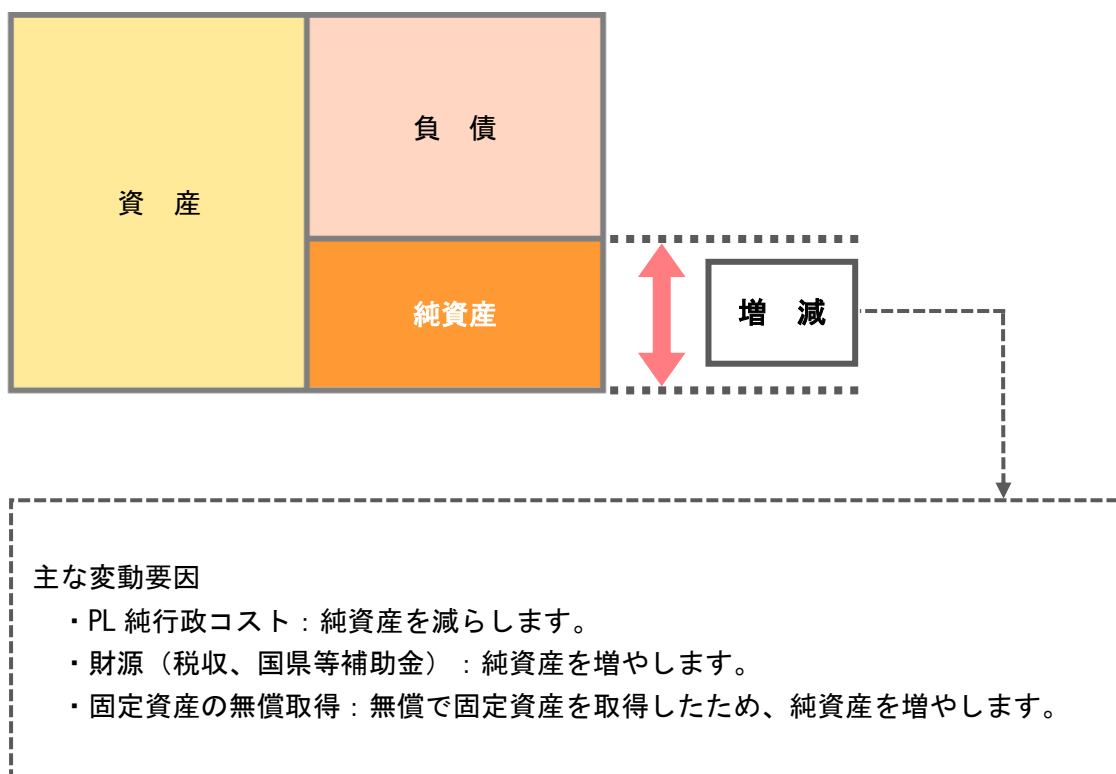 資　産
負　債
純資産
増　減
主な変動要因
・PL 純行政コスト：純資産を減らします。
・財源（税収、国県等補助金）：純資産を増やします。
・固定資産の無償取得：無償で固定資産を取得したため、純資産を増やします。